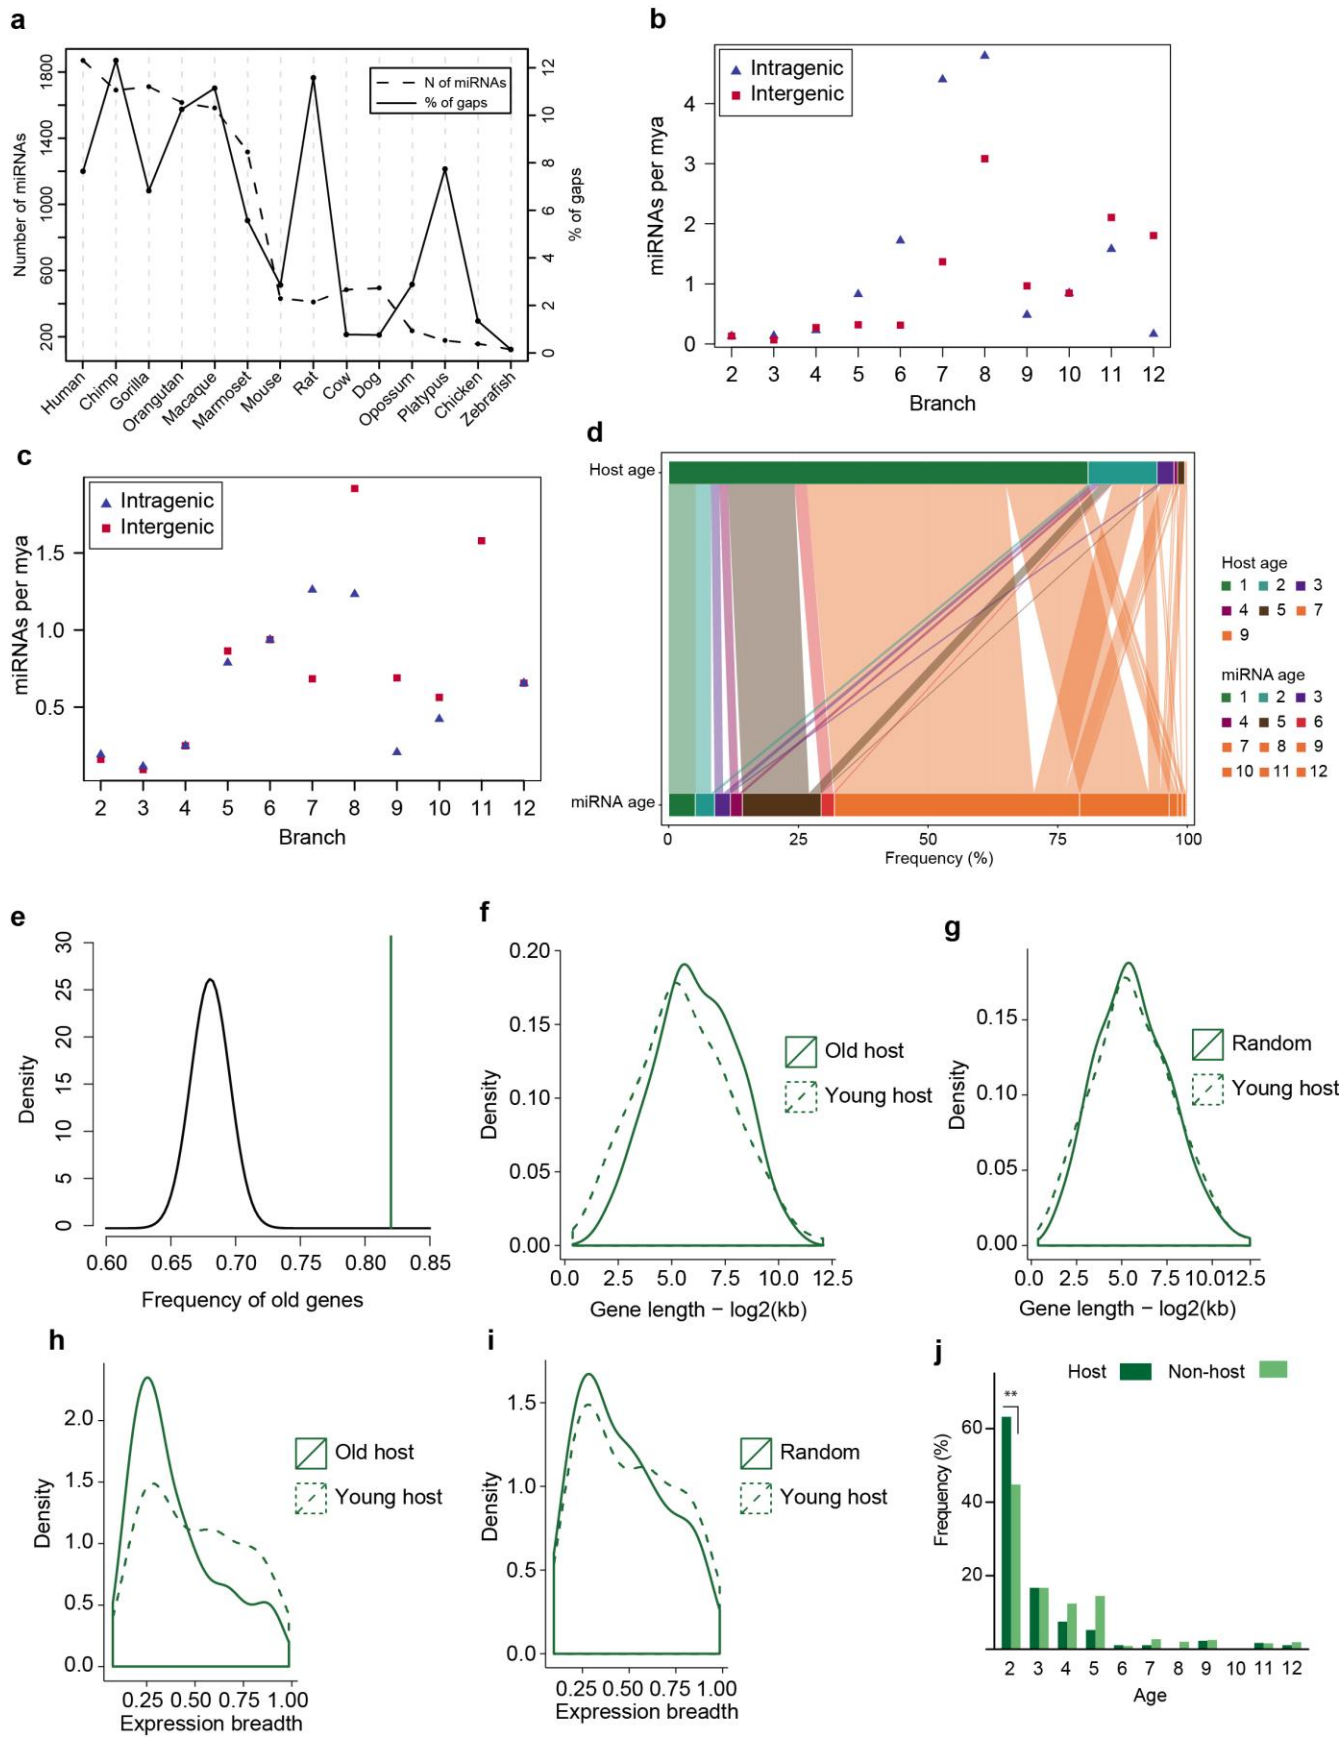 a
Number of miRNAs
1800
1400
1000
600
200
N of miRNAs
% of gaps
12
10
8
6
4
2
0
% of gaps
Human
Chimp
Gorilla
Orangutan
Macaque
Marmoset
Mouse
Rat
Cow
Dog
Opossum
Platypus
Chicken
Zebrafish
b
miRNAs per mya
4
3
2
1
0
Intragenic
Intergenic
2 3 4 5 6 7 8 9 10 11 12
Branch
c
miRNAs per mya
1.5
1.0
0.5
Intragenic
Intergenic
2 3 4 5 6 7 8 9 10 11 12
Branch
d
Host age
miRNA age
0 25 50 75 100
Frequency (%)
Host age
1 2 3
4 5 7
9
miRNA age
1 2 3
4 5 6
7 8 9
10 11 12
e
Density
30
25
20
15
10
5
0
0.60 0.65 0.70 0.75 0.80 0.85
Frequency of old genes
f
Density
0.20
0.15
0.10
0.05
0.00
Old host
Young host
0.0 2.5 5.0 7.5 10.0 12.5
Gene length − log2(kb)
g
Density
0.15
0.10
0.05
0.00
Random
Young host
0.0 2.5 5.0 7.5 10.0 12.5
Gene length − log2(kb)
h
Density
2.0
1.5
1.0
0.5
0.0
Old host
Young host
0.25 0.50 0.75 1.00
Expression breadth
i
Density
1.5
1.0
0.5
0.0
Random
Young host
0.25 0.50 0.75 1.00
Expression breadth
j
Host Non-host
**
Frequency (%)
60
40
20
2 3 4 5 6 7 8 9 10 11 12
Age